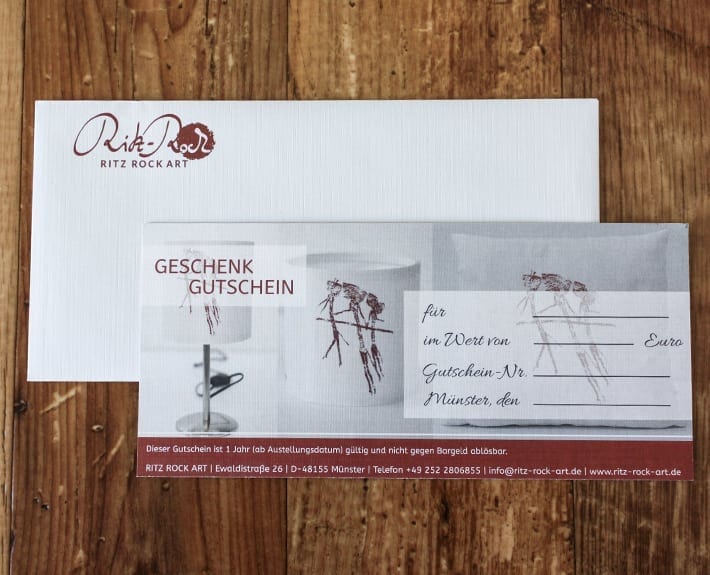 Ritz-Rock
RITZ ROCK ART
GESCHENK
GUTSCHEIN
für
im Wert von Euro
Gutschein-Nr.
Münster, den
Dieser Gutschein ist 1 Jahr (ab Austellungsdatum) gültig und nicht gegen Bargeld ablösbar.
RITZ ROCK ART | Ewaldistraße 26 | D-48155 Münster | Telefon +49 252 2806855 | info@ritz-rock-art.de | www.ritz-rock-art.de